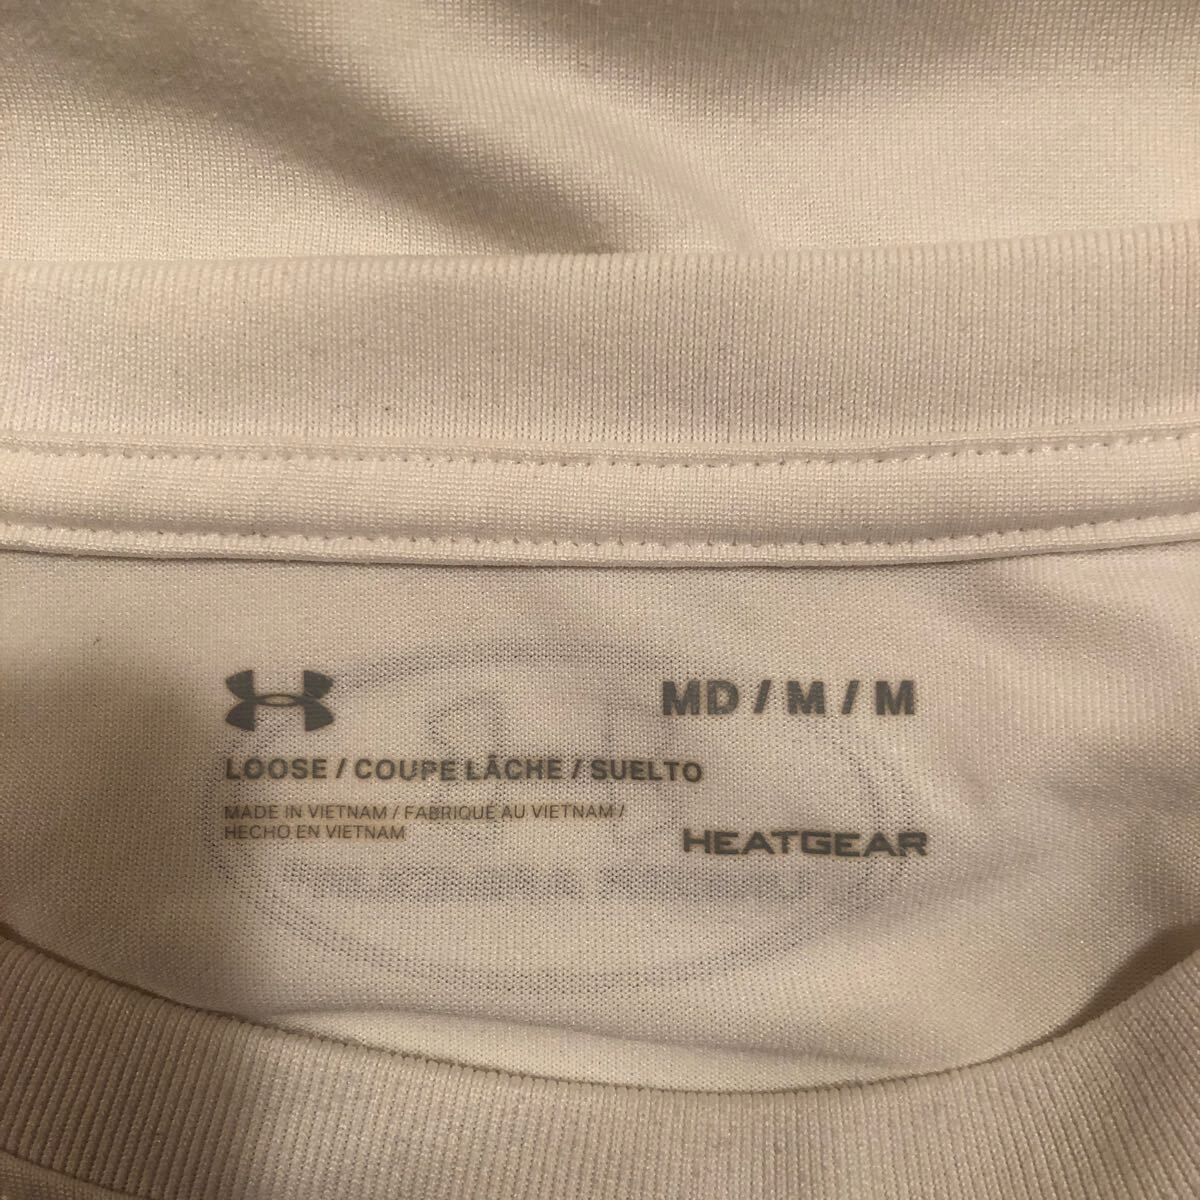 MD / M / M
LOOSE / COUPE LÂCHE / SUELTO
MADE IN VIETNAM / FABRIQUÉ AU VIETNAM /
HECHO EN VIETNAM
HEATGEAR